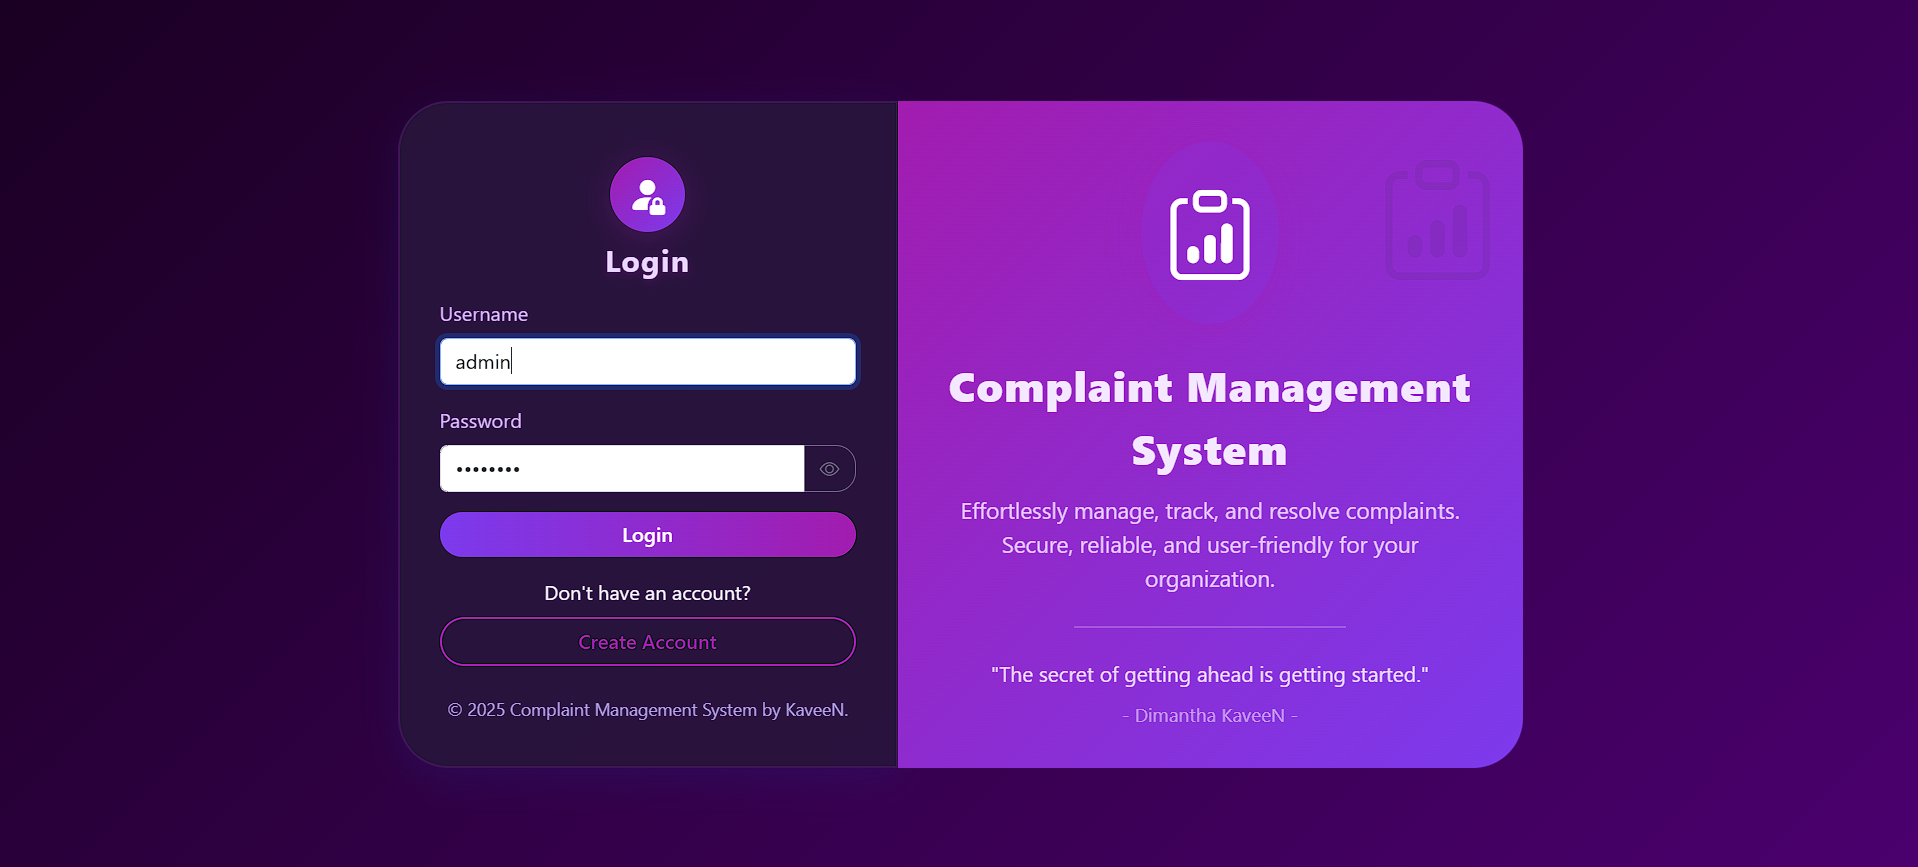 Login
Username
admin
Password
••••••••
Login
Don't have an account?
Create Account
© 2025 Complaint Management System by KaveeN.
Complaint Management
System
Effortlessly manage, track, and resolve complaints.
Secure, reliable, and user-friendly for your
organization.
"The secret of getting ahead is getting started."
- Dimantha KaveeN -